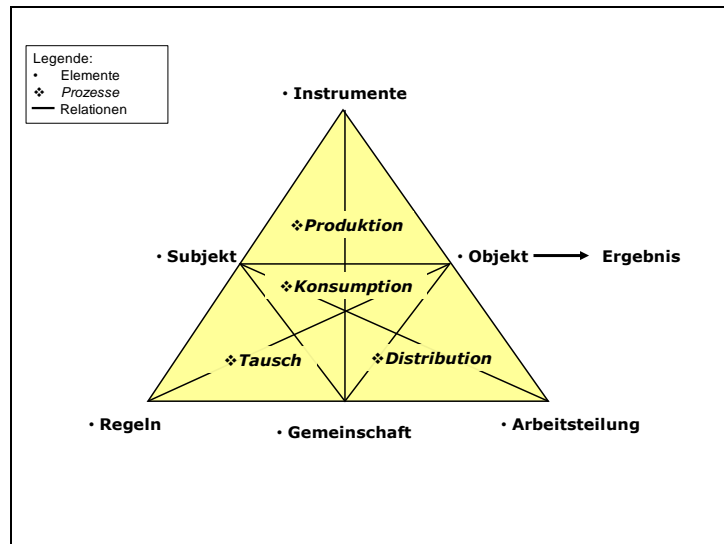 Legende:
• Elemente
❖ Prozesse
Relationen
• Instrumente
❖Produktion
• Subjekt
• Objekt
Ergebnis
❖Konsumption
❖Tausch
❖Distribution
• Regeln
• Gemeinschaft
• Arbeitsteilung